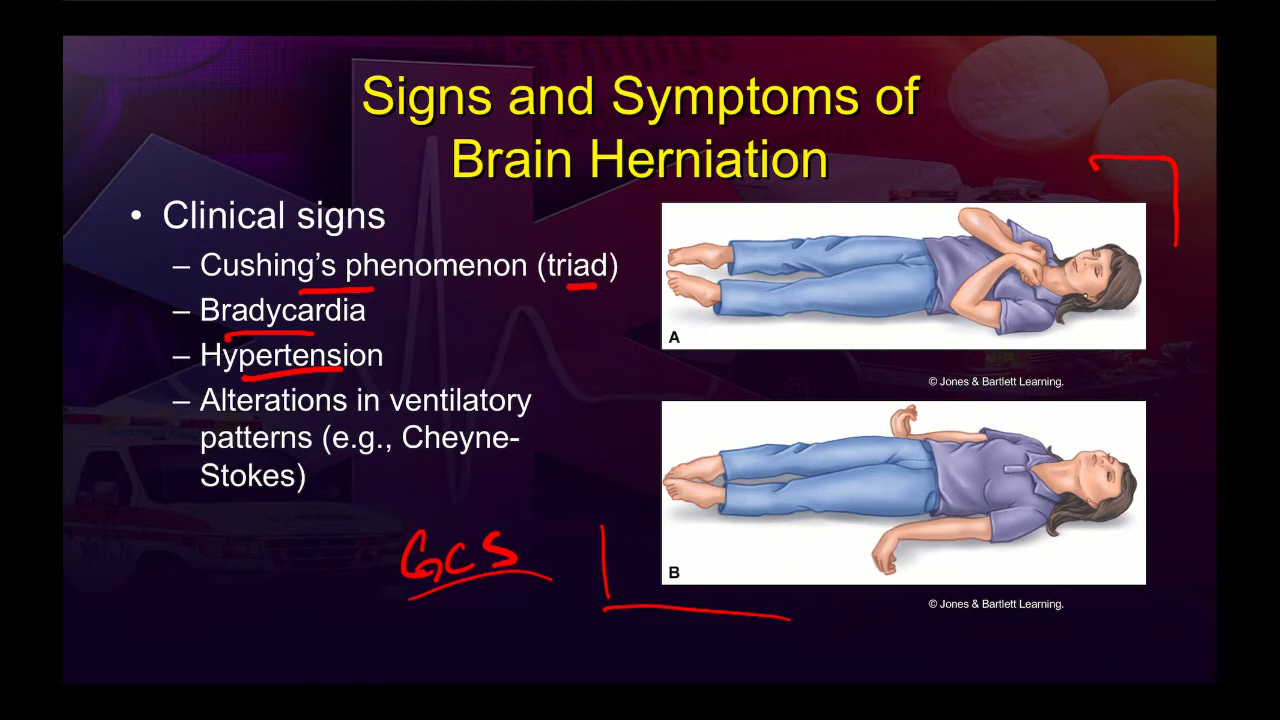 Signs and Symptoms of
Brain Herniation
• Clinical signs
– Cushing's phenomenon (triad)
– Bradycardia
– Hypertension
– Alterations in ventilatory
patterns (e.g., Cheyne-
Stokes)
A
© Jones & Bartlett Learning.
B
© Jones & Bartlett Learning.
GCS